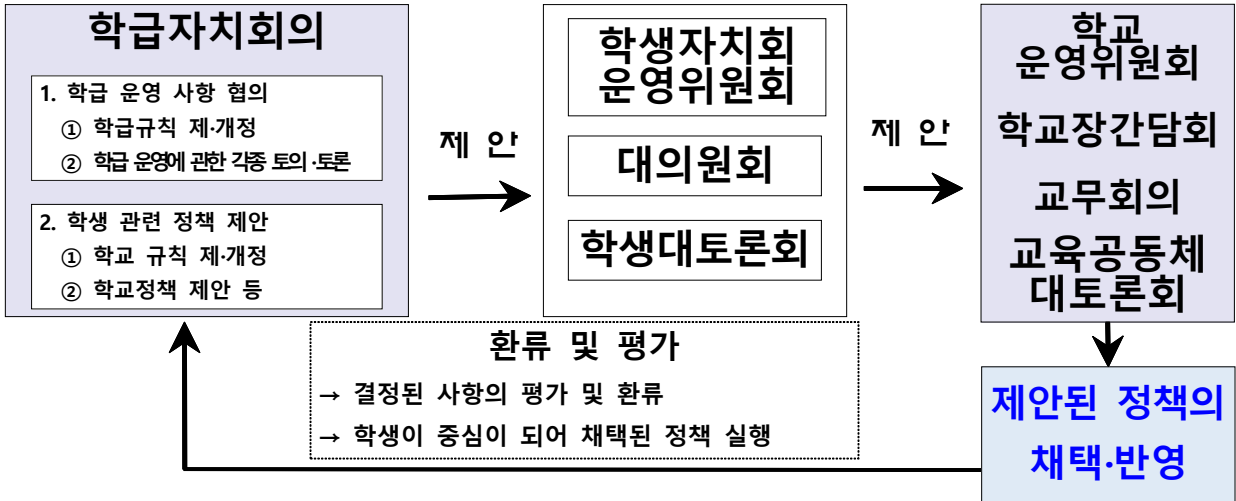 학급자치회의
1. 학급 운영 사항 협의
① 학급규칙 제·개정
② 학급 운영에 관한 각종 토의·토론
2. 학생 관련 정책 제안
① 학교 규칙 제·개정
② 학교정책 제안 등
제 안
학생자치회
운영위원회
대의원회
학생대토론회
제 안
학교
운영위원회
학교장간담회
교무회의
교육공동체
대토론회
제안된 정책의
채택·반영
환류 및 평가
→ 결정된 사항의 평가 및 환류
→ 학생이 중심이 되어 채택된 정책 실행